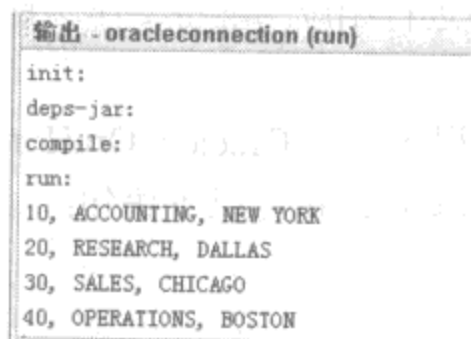 输出 - oracleconnection (run)
init:
deps-jar:
compile:
run:
10, ACCOUNTING, NEW YORK
20, RESEARCH, DALLAS
30, SALES, CHICAGO
40, OPERATIONS, BOSTON